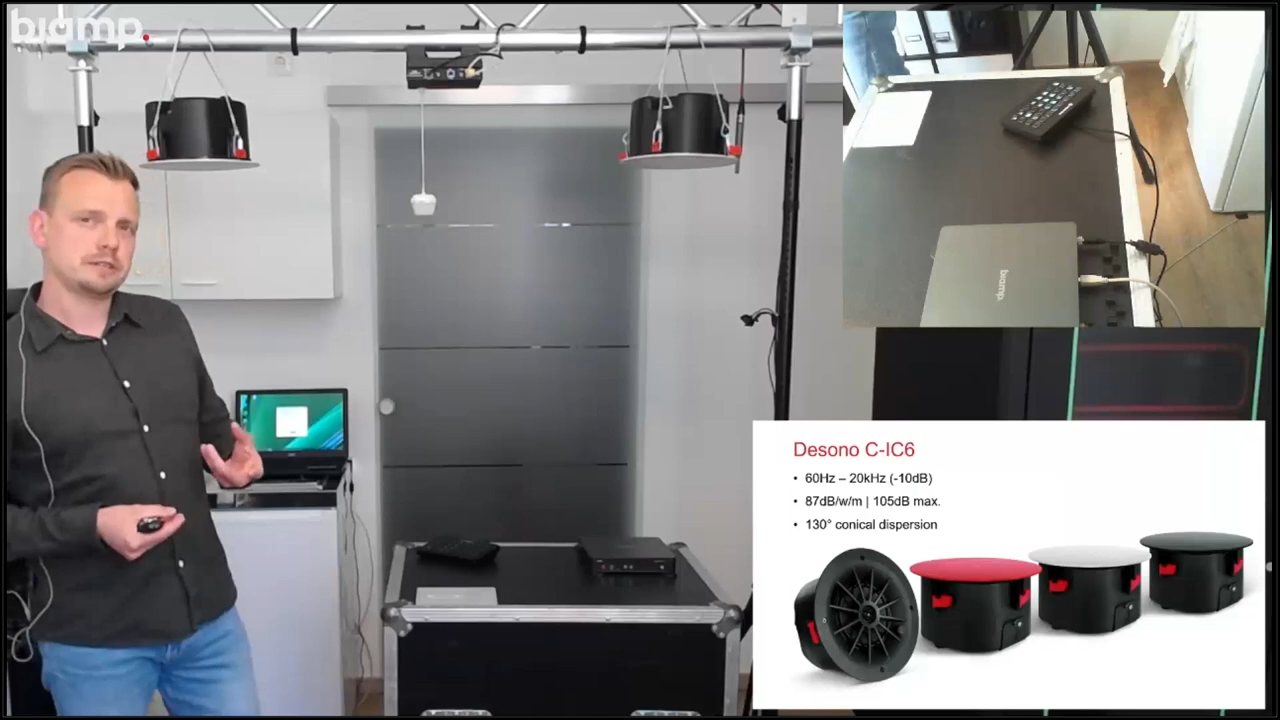 biamp.
biamp.
Desono C-IC6
• 60Hz – 20kHz (-10dB)
• 87dB/w/m | 105dB max.
• 130° conical dispersion